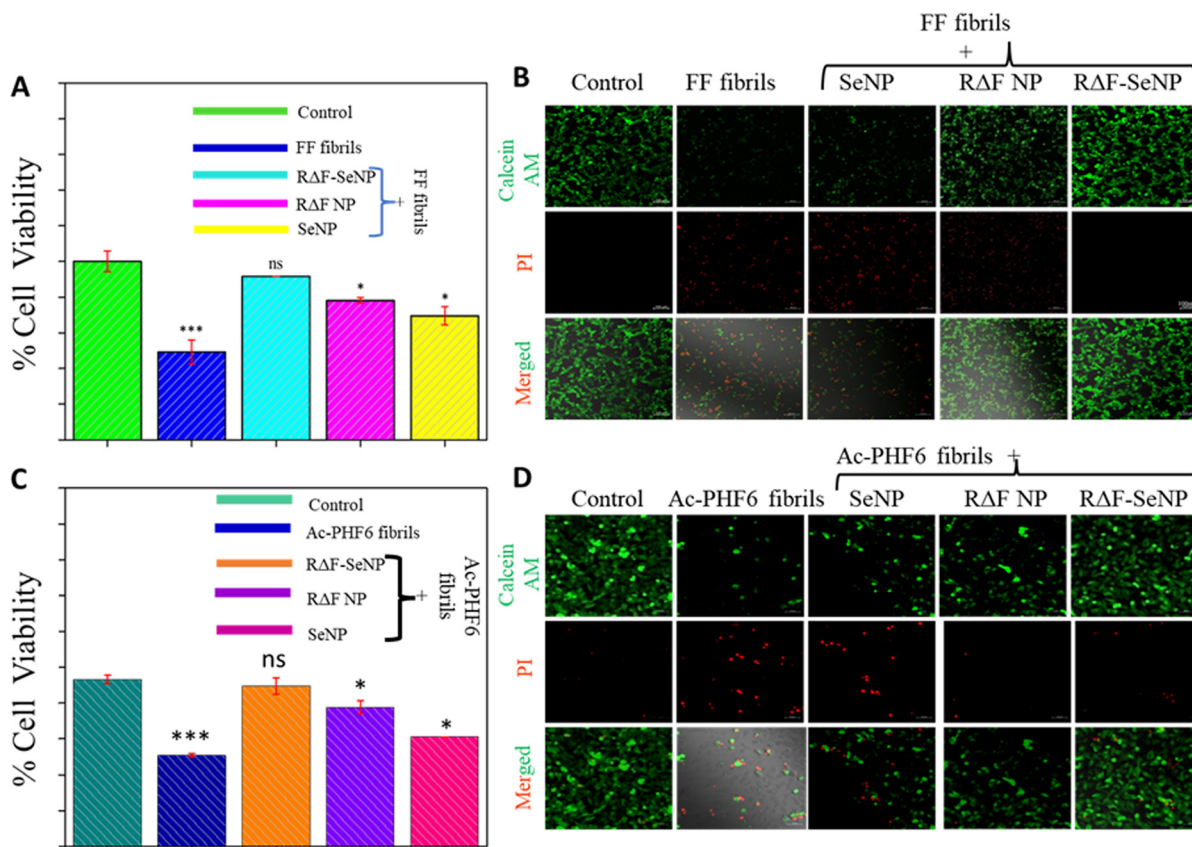 A
% Cell Viability
Control
FF fibrils
RΔF-SeNP
RΔF NP
SeNP
+
FF fibrils
***
ns
*
*
B
FF fibrils
+
Control
FF fibrils
SeNP
RΔF NP
RΔF-SeNP
Calcein
AM
PI
Merged
C
% Cell Viability
Control
Ac-PHF6 fibrils
RΔF-SeNP
RΔF NP
SeNP
+
Ac-PHF6
fibrils
***
ns
*
*
D
Ac-PHF6 fibrils +
Control
Ac-PHF6 fibrils
SeNP
RΔF NP
RΔF-SeNP
Calcein
AM
PI
Merged